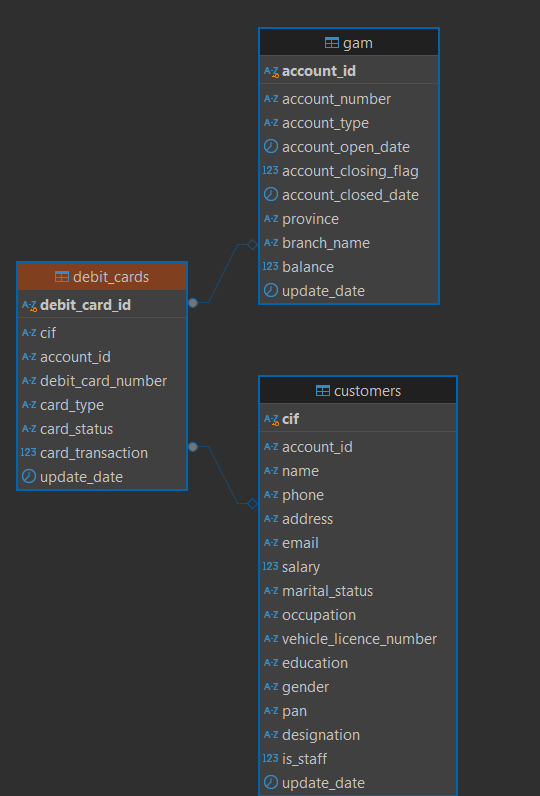 gam
A-Z account_id
A-Z account_number
A-Z account_type
account_open_date
123 account_closing_flag
account_closed_date
A-Z province
A-Z branch_name
123 balance
update_date
debit_cards
A-Z debit_card_id
A-Z cif
A-Z account_id
A-Z debit_card_number
A-Z card_type
A-Z card_status
123 card_transaction
update_date
customers
A-Z cif
A-Z account_id
A-Z name
A-Z phone
A-Z address
A-Z email
123 salary
A-Z marital_status
A-Z occupation
A-Z vehicle_licence_number
A-Z education
A-Z gender
A-Z pan
A-Z designation
123 is_staff
update_date